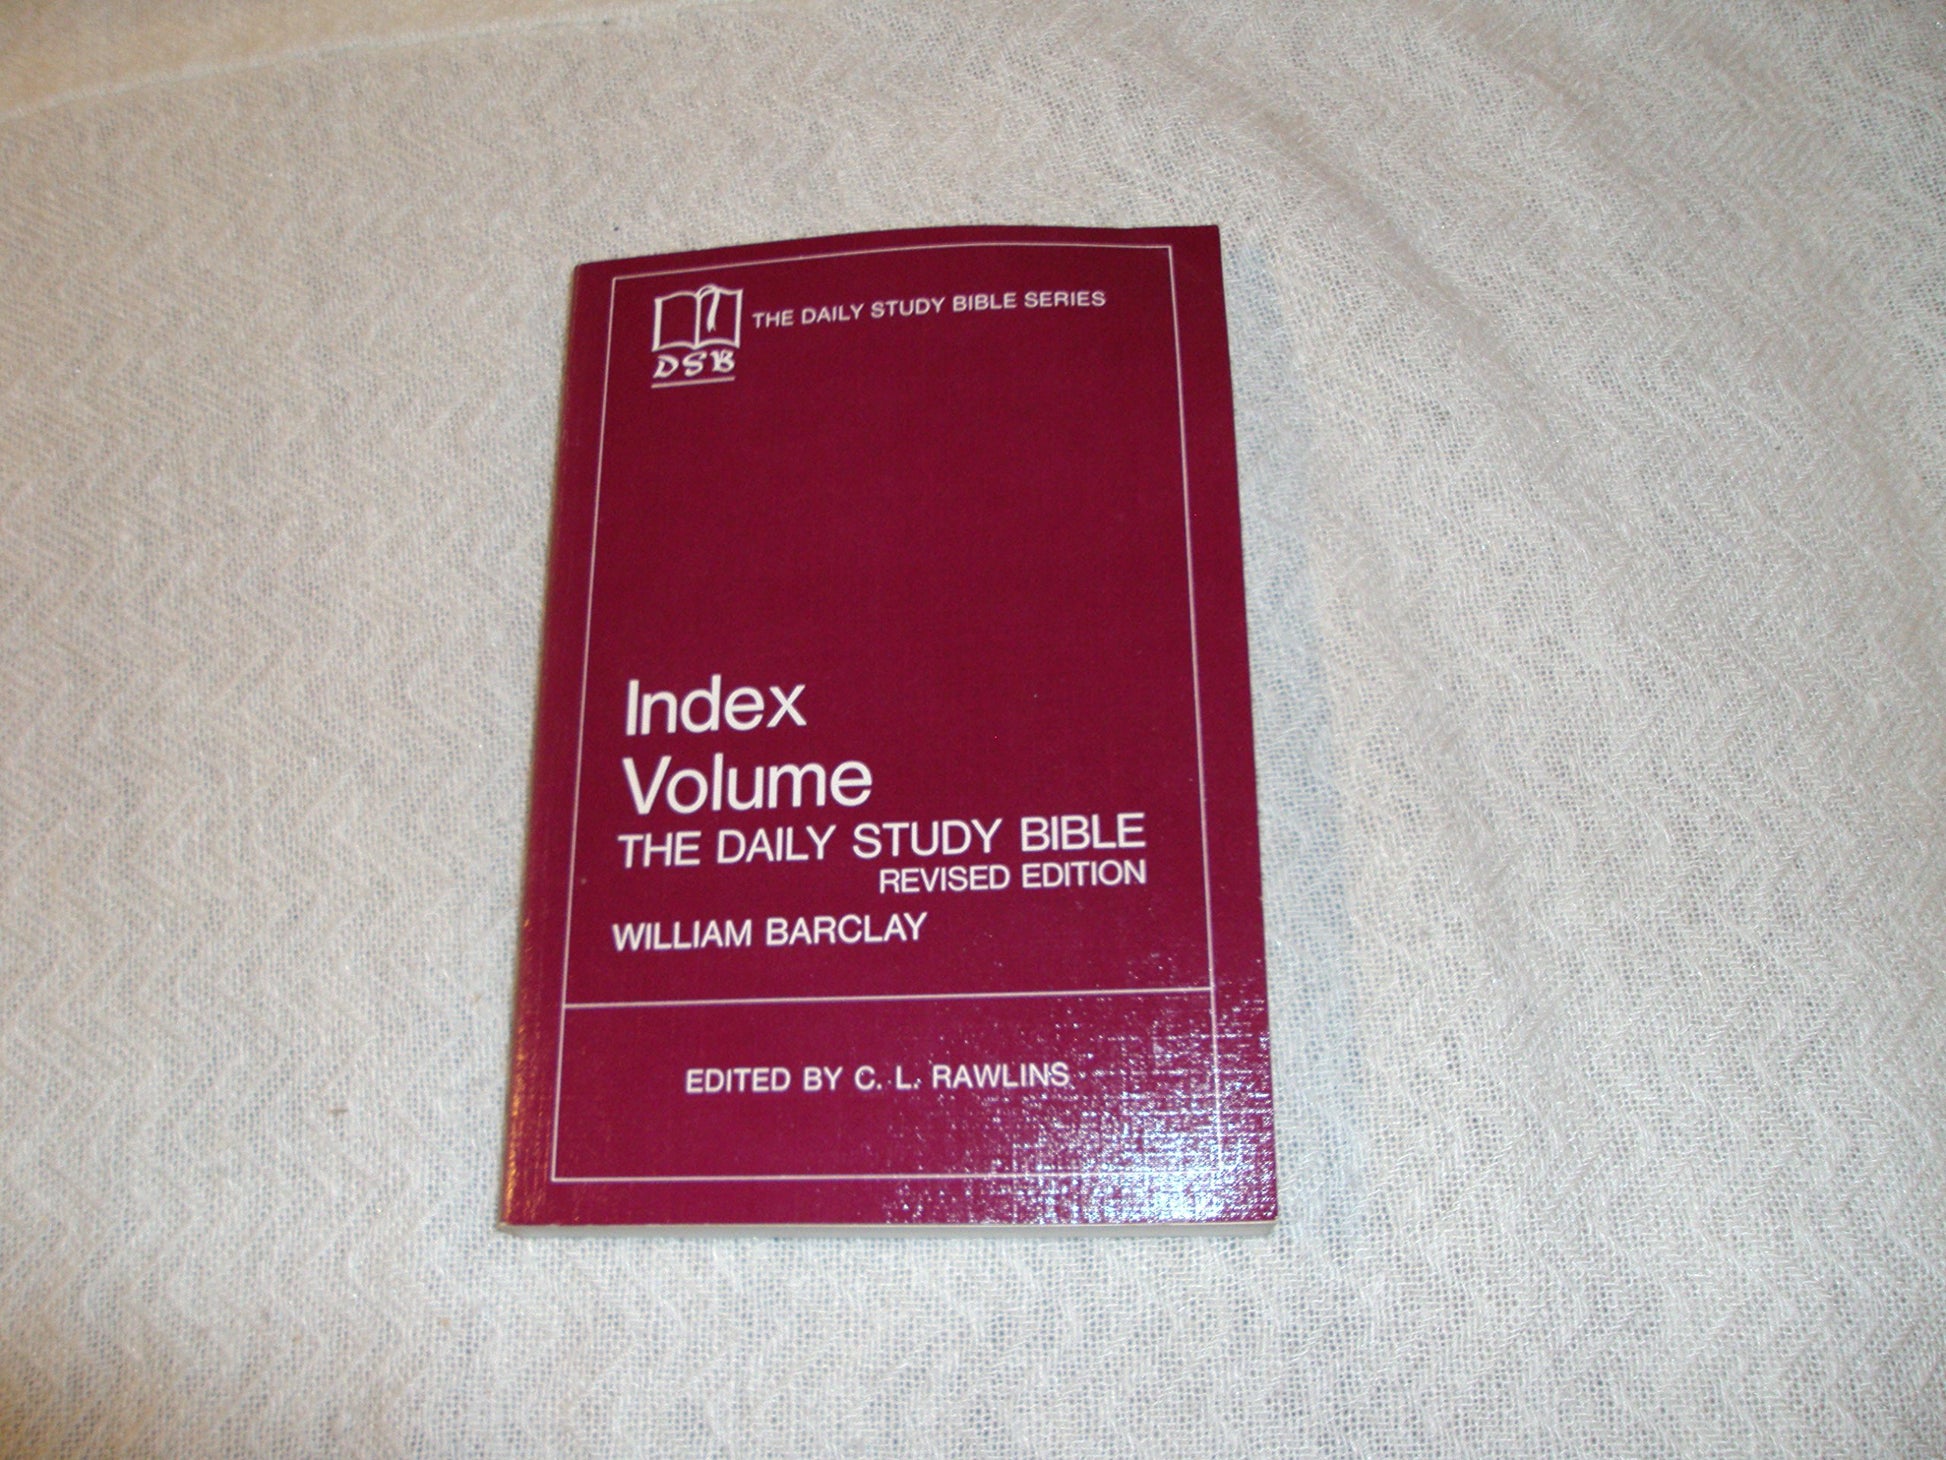 THE DAILY STUDY BIBLE SERIES
DSB
Index
Volume
THE DAILY STUDY BIBLE
REVISED EDITION
WILLIAM BARCLAY
EDITED BY C. L. RAWLINS